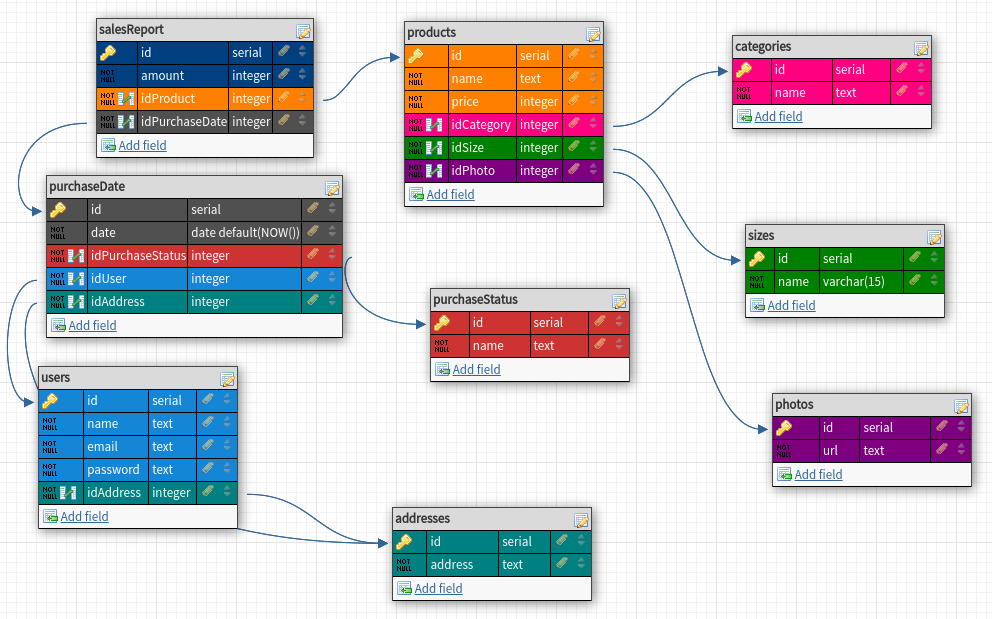 salesReport
id serial
NOT NULL amount integer
NOT NULL idProduct integer
NOT NULL idPurchaseDate integer
Add field
products
id serial
NOT NULL name text
NOT NULL price integer
NOT NULL idCategory integer
NOT NULL idSize integer
NOT NULL idPhoto integer
Add field
categories
id serial
NOT NULL name text
Add field
purchaseDate
id serial
NOT NULL date date default(NOW())
NOT NULL idPurchaseStatus integer
NOT NULL idUser integer
NOT NULL idAddress integer
Add field
sizes
id serial
NOT NULL name varchar(15)
Add field
purchaseStatus
id serial
NOT NULL name text
Add field
users
id serial
NOT NULL name text
NOT NULL email text
NOT NULL password text
NOT NULL idAddress integer
Add field
photos
id serial
NOT NULL url text
Add field
addresses
id serial
NOT NULL address text
Add field